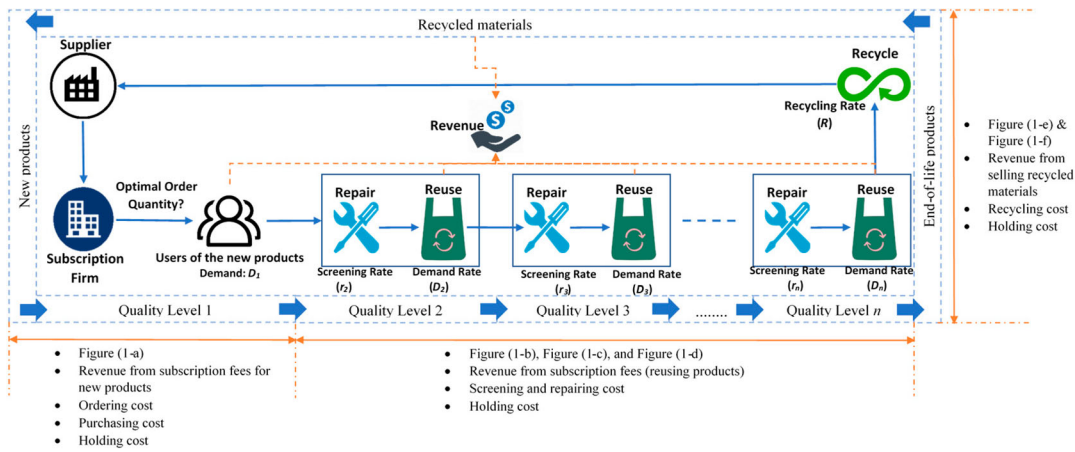 Recycled materials
Supplier
Recycle
Recycling Rate
(R)
Revenue
S
S
New products
End-of-life products
Optimal Order
Quantity?
Subscription
Firm
Users of the new products
Demand: D1
Repair
Reuse
Screening Rate
(r2)
Demand Rate
(D2)
Repair
Reuse
Screening Rate
(r3)
Demand Rate
(D3)
Repair
Reuse
Screening Rate
(rn)
Demand Rate
(Dn)
Quality Level 1
Quality Level 2
Quality Level 3
........
Quality Level n
• Figure (1-e) &
Figure (1-f)
• Revenue from
selling recycled
materials
• Recycling cost
• Holding cost
• Figure (1-a)
• Revenue from subscription fees for
new products
• Ordering cost
• Purchasing cost
• Holding cost
• Figure (1-b), Figure (1-c), and Figure (1-d)
• Revenue from subscription fees (reusing products)
• Screening and repairing cost
• Holding cost